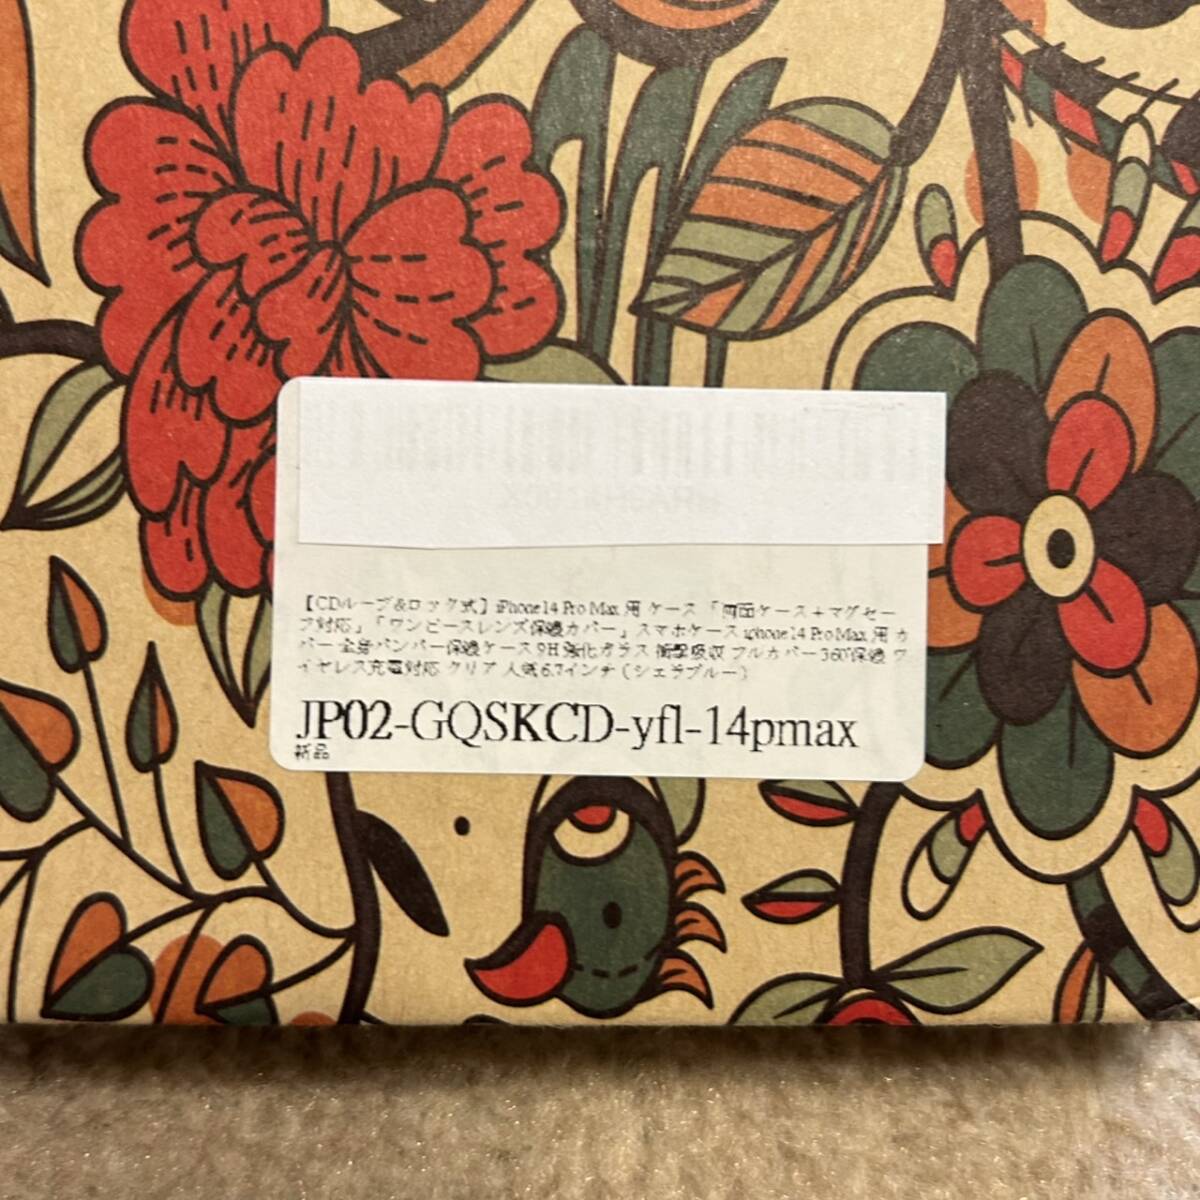 【CDループ&ロック式】iPhone14 Pro Max 用 ケース 「両面ケース+マグセー
フ対応」「ワンピースレンズ保護カバー」スマホケース iphone14 Pro Max 用 カ
バー 全身バンパー保護ケース 9H 強化ガラス 衝撃吸収 フルカバー 360°保護 ワ
イヤレス充電対応 クリア 人気 6.7インチ (シェラブルー)
JP02-GQSKCD-yfl-14pmax
新品